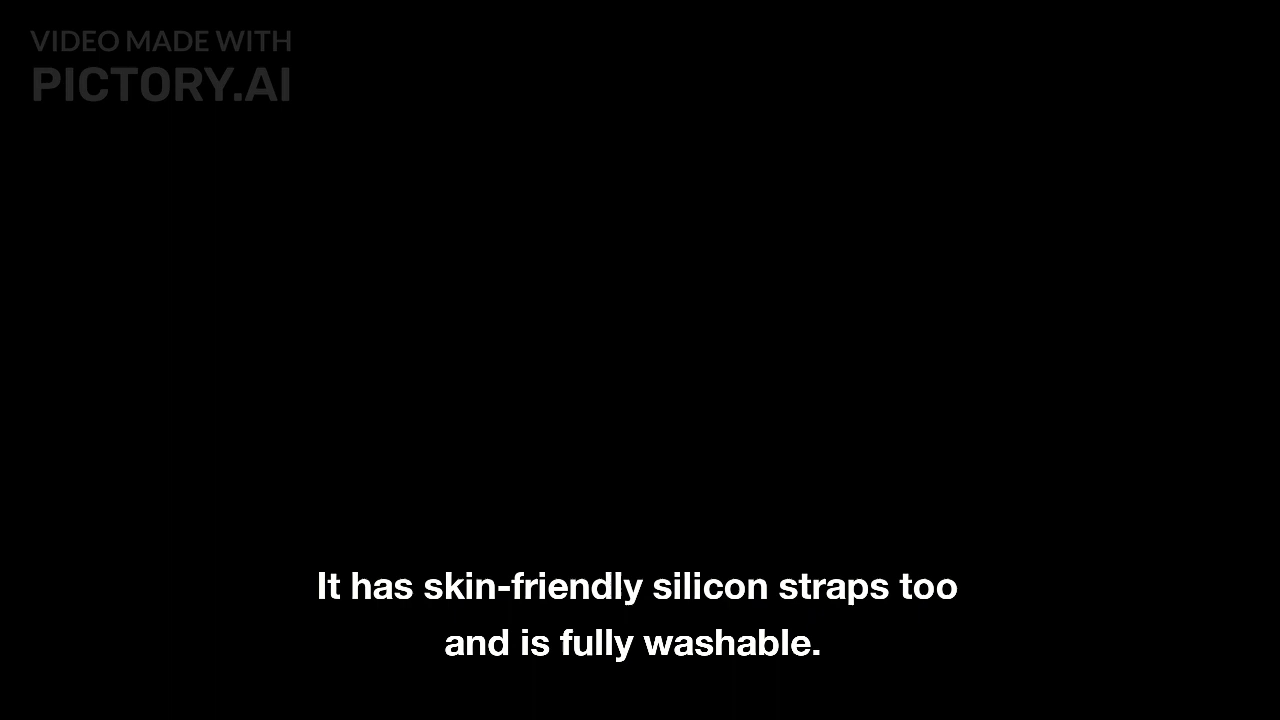 VIDEO MADE WITH
PICTORY.AI
It has skin-friendly silicon straps too
and is fully washable.